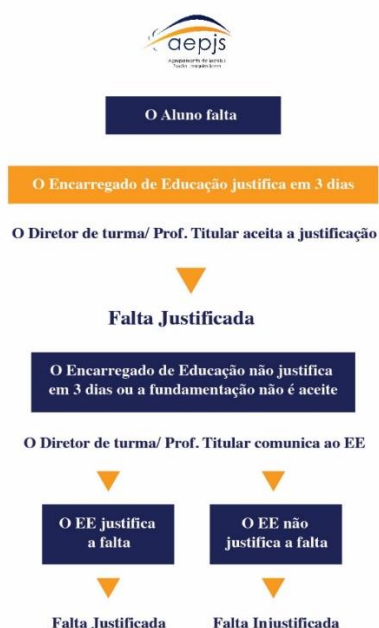 aepjs
O Aluno falta
O Encarregado de Educação justifica em 3 dias
O Diretor de turma/ Prof. Titular aceita a justificação
Falta Justificada
O Encarregado de Educação não justifica
em 3 dias ou a fundamentação não é aceite
O Diretor de turma/ Prof. Titular comunica ao EE
O EE justifica
a falta
O EE não
justifica a falta
Falta Justificada
Falta Injustificada